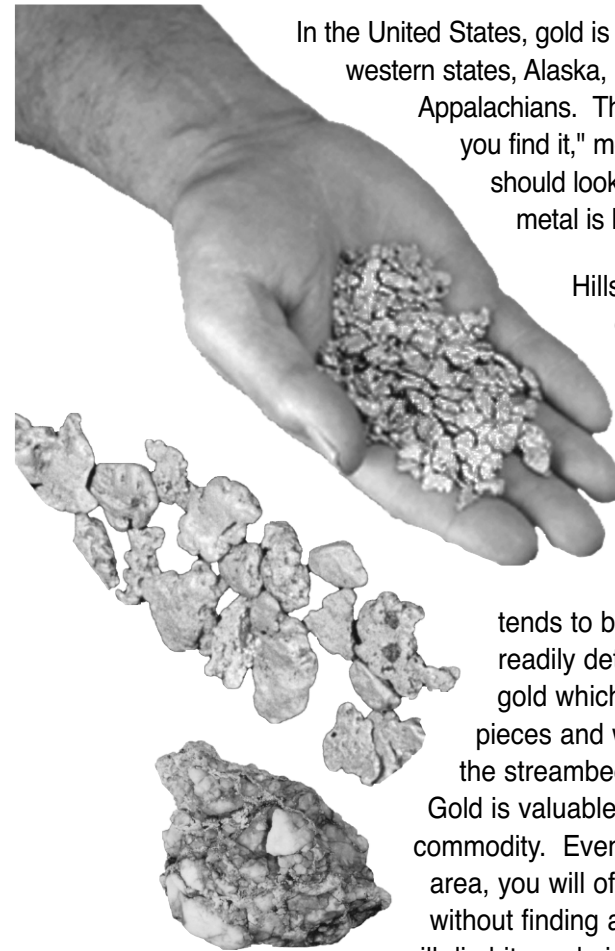 In the United States, gold is
western states, Alaska,
Appalachians. Th
you find it," m
should look
metal is
Hills
tends to b
readily
gold which
pieces and
the streambe
Gold is valuable
commodity. Ever
area, you will of
without finding a